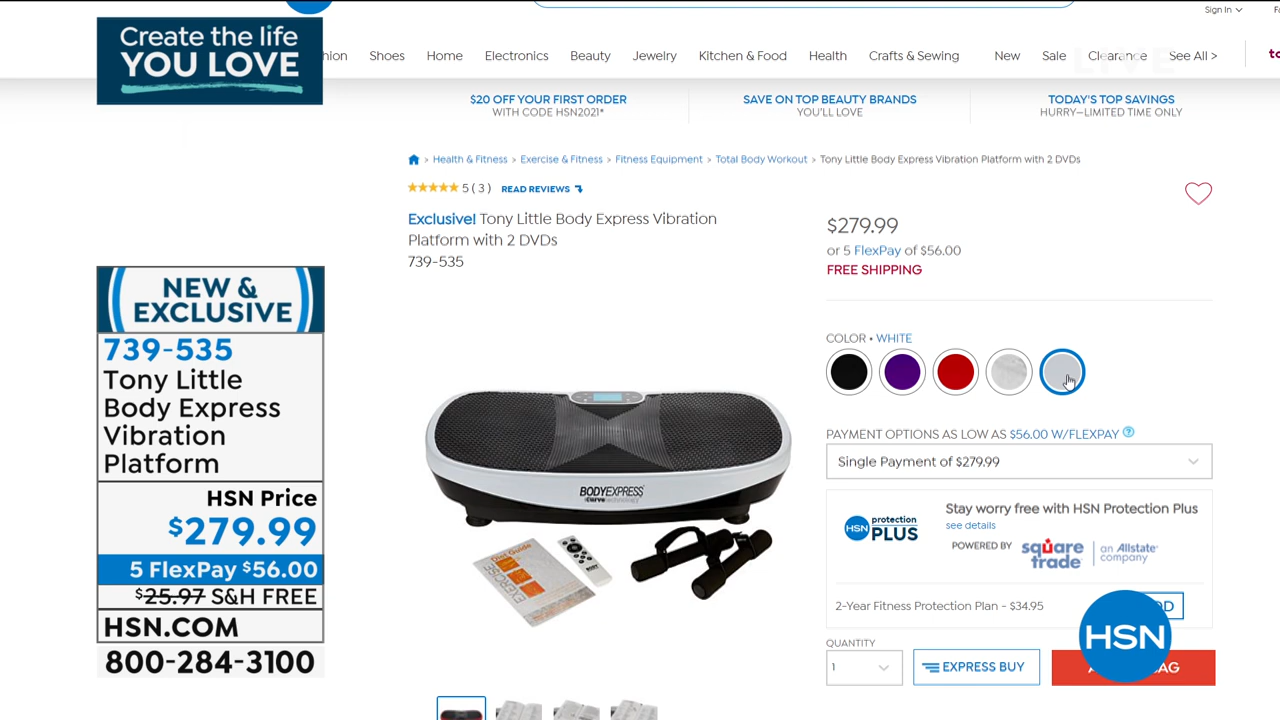 Create the life
YOU LOVE
Sign In
Shoes
Home
Electronics
Beauty
Jewelry
Kitchen & Food
Health
Crafts & Sewing
New
Sale
Clearance
See All >
LIVE
$20 OFF YOUR FIRST ORDER
WITH CODE HSN2021*
SAVE ON TOP BEAUTY BRANDS
YOU'LL LOVE
TODAY'S TOP SAVINGS
HURRY—LIMITED TIME ONLY
> Health & Fitness > Exercise & Fitness > Fitness Equipment > Total Body Workout > Tony Little Body Express Vibration Platform with 2 DVDs
5 ( 3 ) READ REVIEWS
Exclusive! Tony Little Body Express Vibration
Platform with 2 DVDs
739-535
$279.99
or 5 FlexPay of $56.00
FREE SHIPPING
COLOR • WHITE
PAYMENT OPTIONS AS LOW AS $56.00 W/FLEXPAY ?
Single Payment of $279.99
HSN protection PLUS
Stay worry free with HSN Protection Plus
see details
POWERED BY
square trade
an Allstate company
2-Year Fitness Protection Plan - $34.95
QUANTITY
1
EXPRESS BUY
HSN
NEW &
EXCLUSIVE
739-535
Tony Little
Body Express
Vibration
Platform
HSN Price
$279.99
5 FlexPay $56.00
$25.97 S&H FREE
HSN.COM
800-284-3100
BODYEXPRESS
EXERCISE